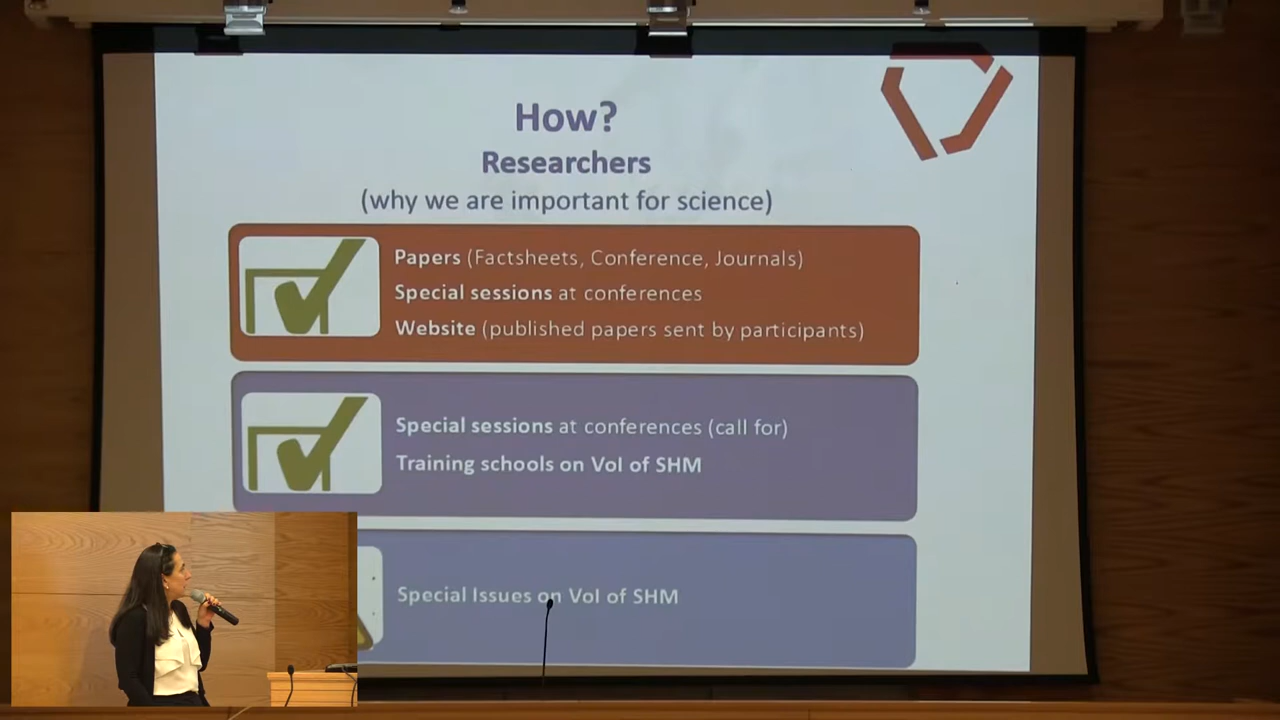 How?
Researchers
(why we are important for science)
Papers (Factsheets, Conference, Journals)
Special sessions at conferences
Website (published papers sent by participants)
Special sessions at conferences (call for)
Training schools on VoI of SHM
Special Issues on VoI of SHM